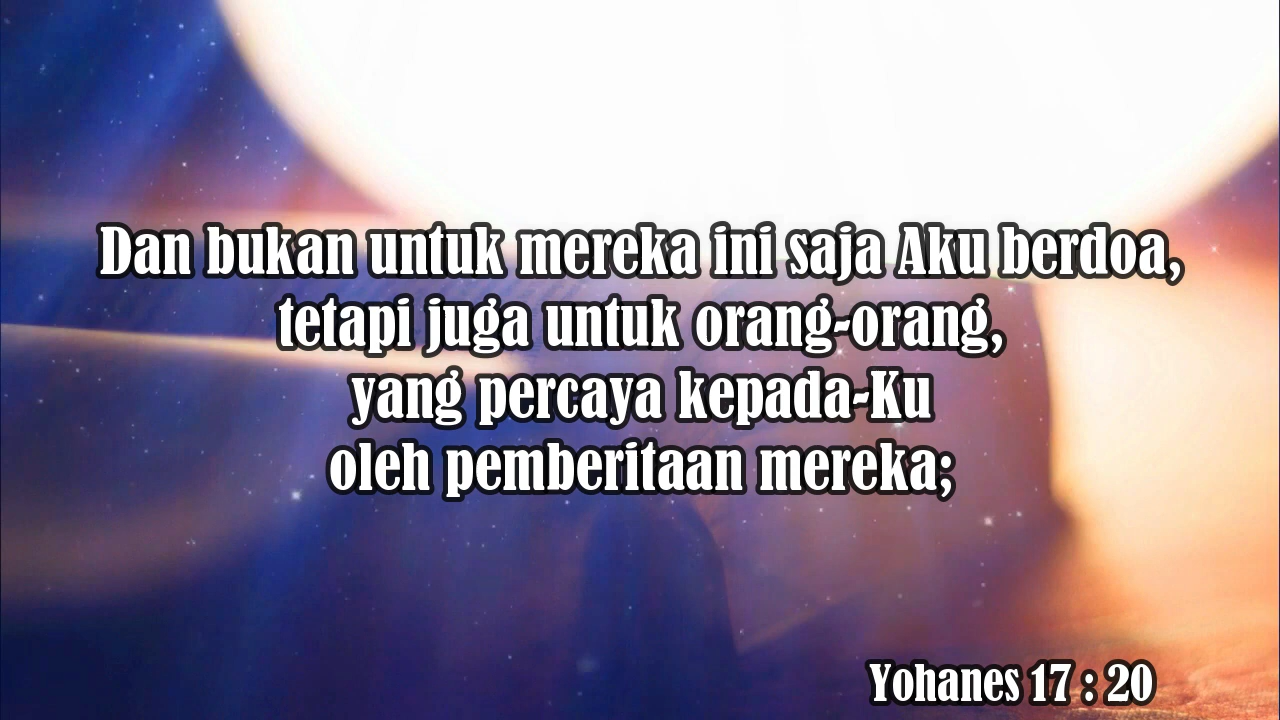 Dan bukan untuk mereka ini saja Aku berdoa,
tetapi juga untuk orang-orang,
yang percaya kepada-Ku
oleh pemberitaan mereka;
Yohanes 17 : 20